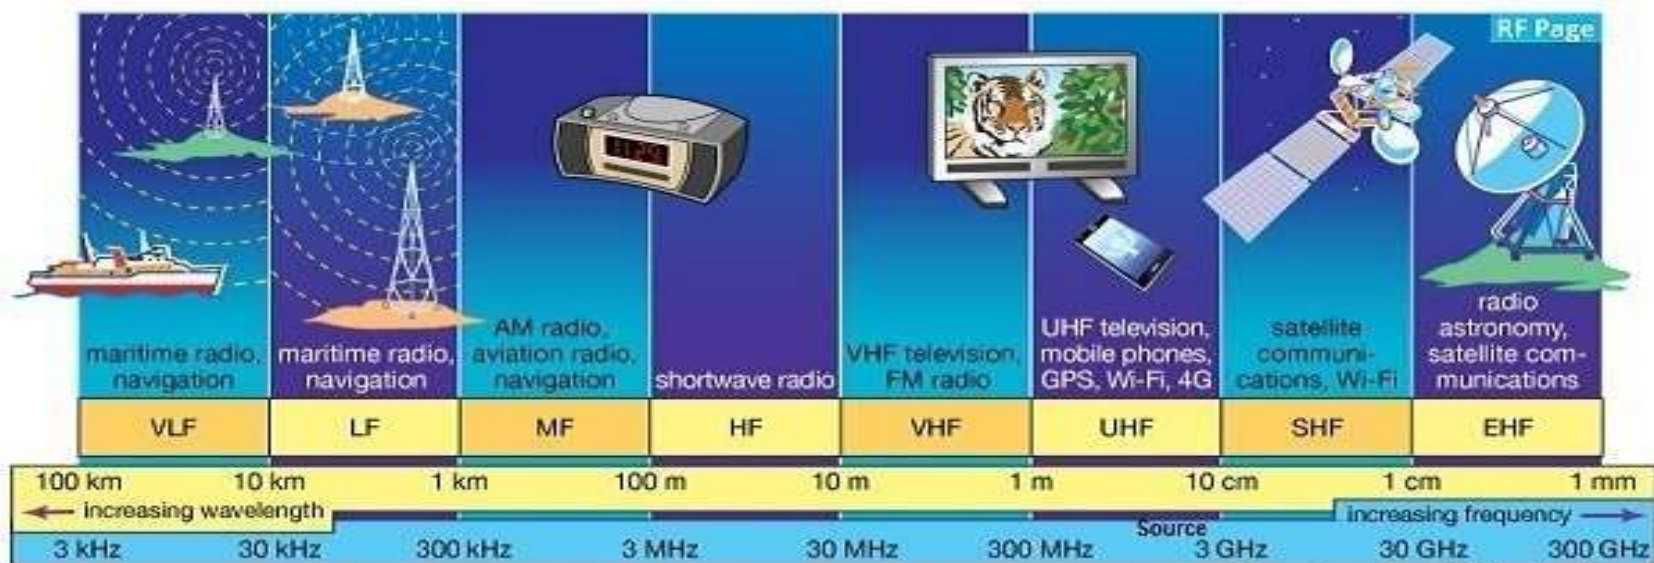 RF Page
11:29
maritime radio,
navigation
maritime radio,
navigation
AM radio,
aviation radio,
navigation
shortwave radio
VHF television,
FM radio
UHF television,
mobile phones,
GPS, Wi-Fi, 4G
satellite
communi-
cations, Wi-Fi
radio
astronomy,
satellite com-
munications
VLF LF MF HF VHF UHF SHF EHF
100 km 10 km 1 km 100 m 10 m 1 m 10 cm 1 cm 1 mm
increasing wavelength
Source
increasing frequency
3 kHz 30 kHz 300 kHz 3 MHz 30 MHz 300 MHz 3 GHz 30 GHz 300 GHz